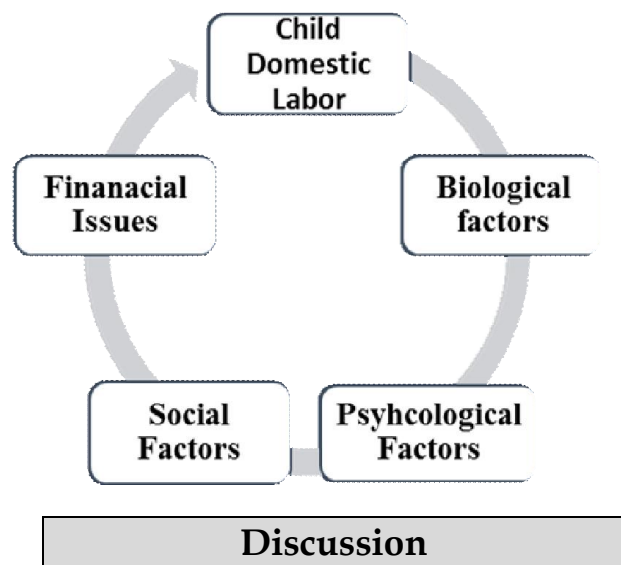 Child
Domestic
Labor
Biological
factors
Psyhcological
Factors
Social
Factors
Finanacial
Issues
Discussion